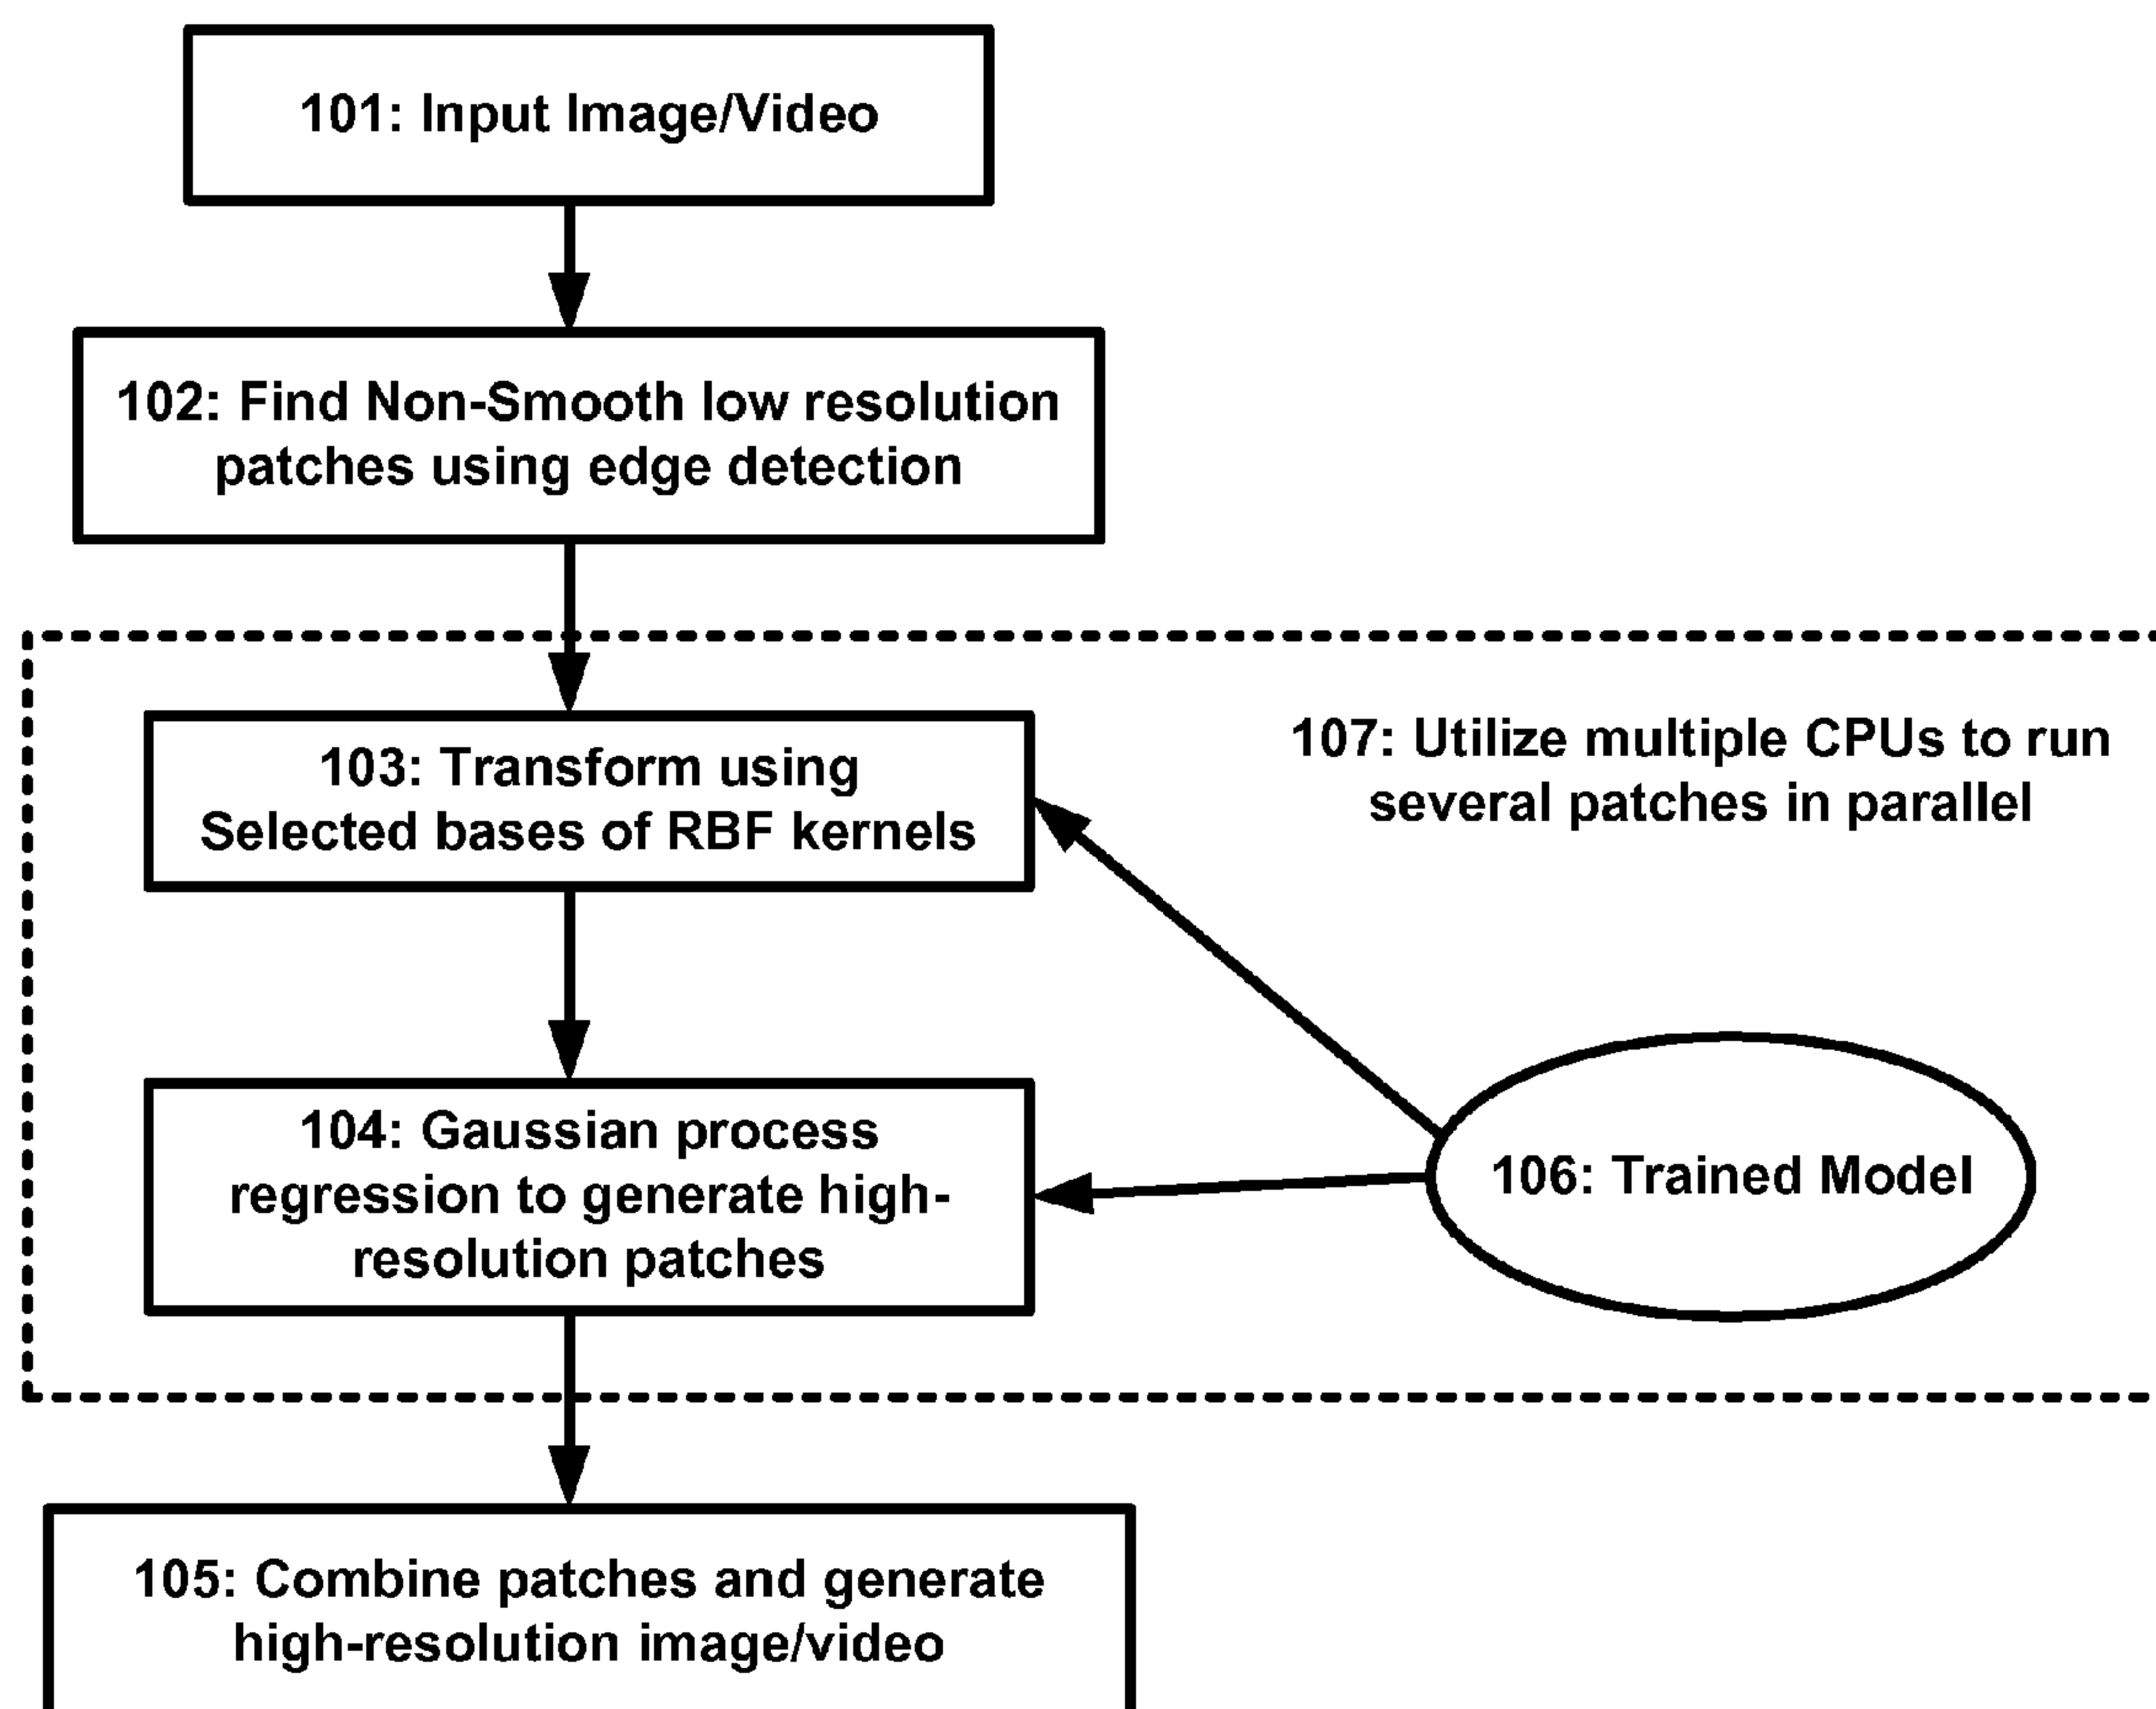 101: Input Image/Video
102: Find Non-Smooth low resolution
patches using edge detection
103: Transform using
Selected bases of RBF kernels
107: Utilize multiple CPUs to run
several patches in parallel
104: Gaussian process
regression to generate high-
resolution patches
106: Trained Model
105: Combine patches and generate
high-resolution image/video